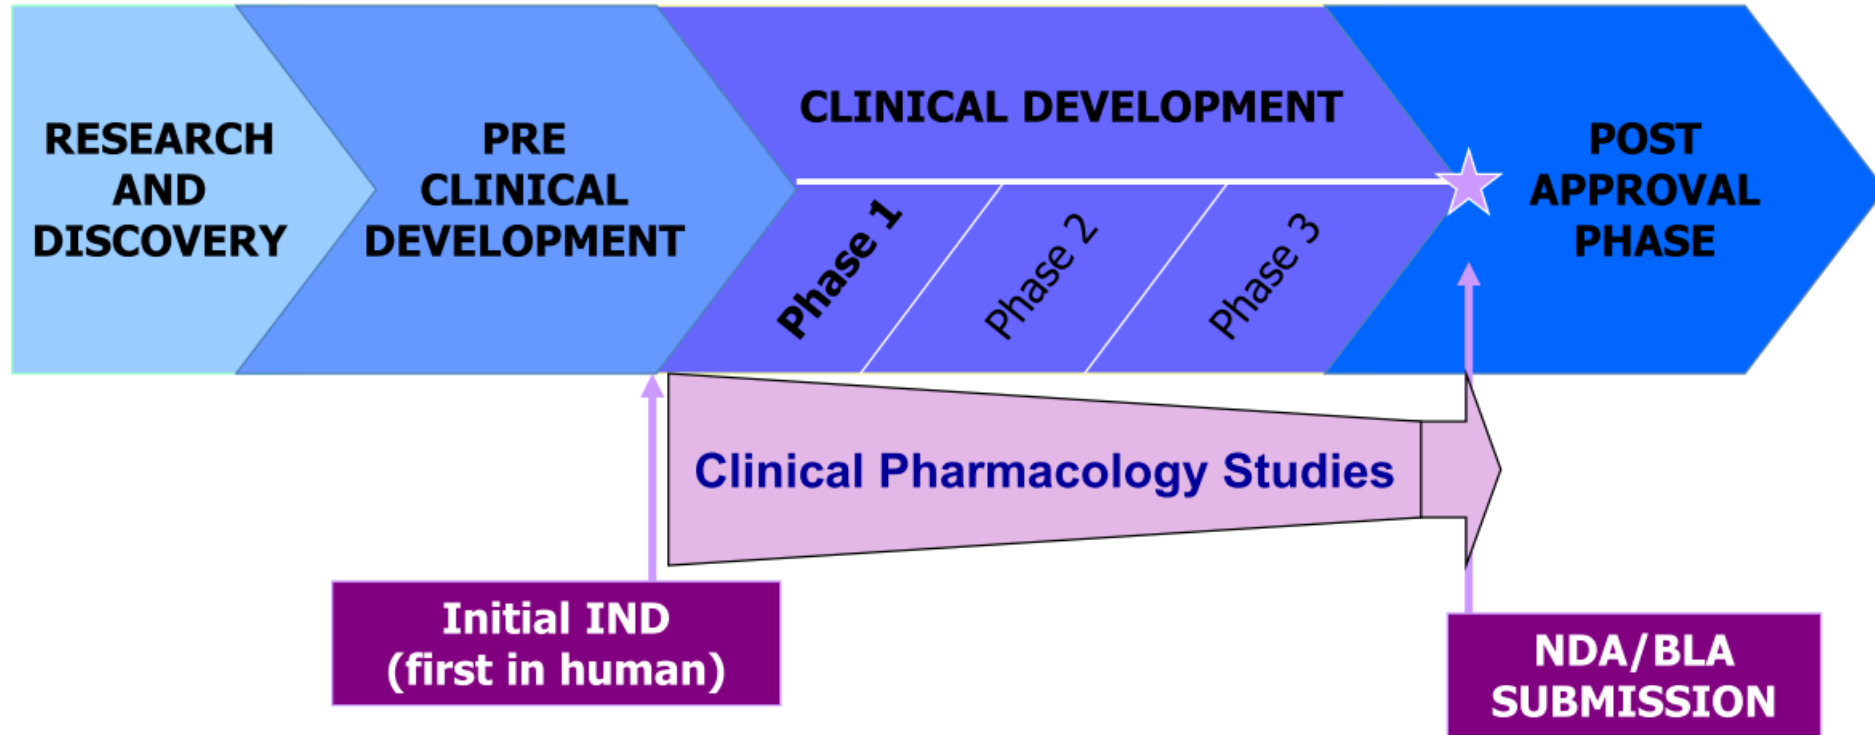 RESEARCH
AND
DISCOVERY
PRE
CLINICAL
DEVELOPMENT
CLINICAL DEVELOPMENT
Phase 1
Phase 2
Phase 3
POST
APPROVAL
PHASE
Clinical Pharmacology Studies
Initial IND
(first in human)
NDA/BLA
SUBMISSION